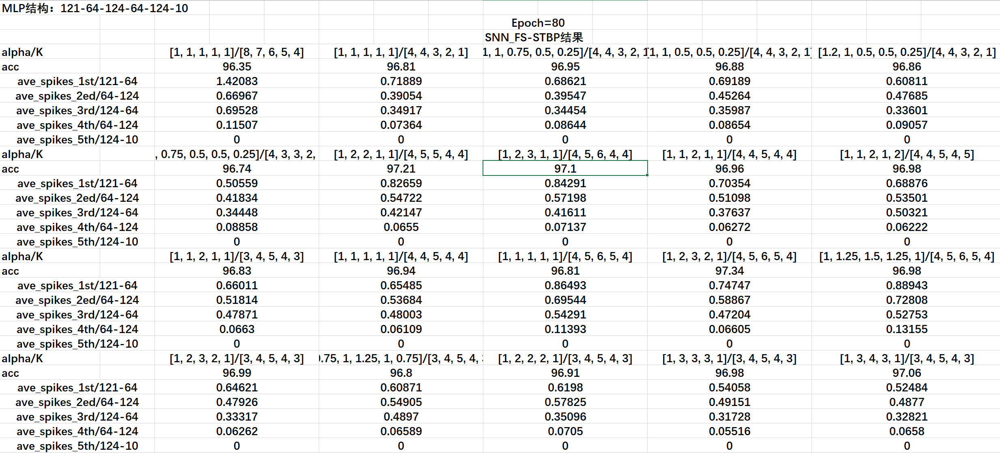 MLP结构：121-64-124-64-124-10
Epoch=80
SNN_FS-STBP结果
alpha/K [1, 1, 1, 1, 1]/[8, 7, 6, 5, 4] [1, 1, 1, 1, 1]/[4, 4, 3, 2, 1] 1, 1, 0.75, 0.5, 0.25]/[4, 4, 3, 2, 1 [1, 1, 0.5, 0.5, 0.25]/[4, 4, 3, 2, 1] [1.2, 1, 0.5, 0.5, 0.25]/[4, 4, 3, 2, 1]
acc 96.35 96.81 96.95 96.88 96.86
ave_spikes_1st/121-64 1.42083 0.71889 0.68621 0.69189 0.60811
ave_spikes_2ed/64-124 0.66967 0.39054 0.39547 0.45264 0.47685
ave_spikes_3rd/124-64 0.69528 0.34917 0.34454 0.35987 0.33601
ave_spikes_4th/64-124 0.11507 0.07364 0.08644 0.08654 0.09057
ave_spikes_5th/124-10 0 0 0 0 0
alpha/K , 0.75, 0.5, 0.5, 0.25]/[4, 3, 3, 2, [1, 2, 2, 1, 1]/[4, 5, 5, 4, 4] [1, 2, 3, 1, 1]/[4, 5, 6, 4, 4] [1, 1, 2, 1, 1]/[4, 4, 5, 4, 4] [1, 1, 2, 1, 2]/[4, 4, 5, 4, 5]
acc 96.74 97.21 97.1 96.96 96.98
ave_spikes_1st/121-64 0.50559 0.82659 0.84291 0.70354 0.68876
ave_spikes_2ed/64-124 0.41834 0.54722 0.57198 0.51098 0.53501
ave_spikes_3rd/124-64 0.34448 0.42147 0.41611 0.37637 0.50321
ave_spikes_4th/64-124 0.08858 0.0655 0.07137 0.06272 0.06222
ave_spikes_5th/124-10 0 0 0 0 0
alpha/K [1, 1, 2, 1, 1]/[3, 4, 5, 4, 3] [1, 1, 1, 1, 1]/[4, 4, 5, 4, 4] [1, 1, 1, 1, 1]/[4, 5, 6, 5, 4] [1, 2, 3, 2, 1]/[4, 5, 6, 5, 4] [1, 1.25, 1.5, 1.25, 1]/[4, 5, 6, 5, 4]
acc 96.83 96.94 96.81 97.34 96.98
ave_spikes_1st/121-64 0.66011 0.65485 0.86493 0.74747 0.88943
ave_spikes_2ed/64-124 0.51814 0.53684 0.69544 0.58867 0.72808
ave_spikes_3rd/124-64 0.47871 0.48003 0.54291 0.47204 0.52753
ave_spikes_4th/64-124 0.0663 0.06109 0.11393 0.06605 0.13155
ave_spikes_5th/124-10 0 0 0 0 0
alpha/K [1, 2, 3, 2, 1]/[3, 4, 5, 4, 3] .75, 1, 1.25, 1, 0.75]/[3, 4, 5, 4, [1, 2, 2, 2, 1]/[3, 4, 5, 4, 3] [1, 3, 3, 3, 1]/[3, 4, 5, 4, 3] [1, 3, 4, 3, 1]/[3, 4, 5, 4, 3]
acc 96.99 96.8 96.91 96.98 97.06
ave_spikes_1st/121-64 0.64621 0.60871 0.6198 0.54058 0.52484
ave_spikes_2ed/64-124 0.47926 0.54905 0.57825 0.49151 0.4877
ave_spikes_3rd/124-64 0.33317 0.4897 0.35096 0.31728 0.32821
ave_spikes_4th/64-124 0.06262 0.06589 0.0705 0.05516 0.0658
ave_spikes_5th/124-10 0 0 0 0 0